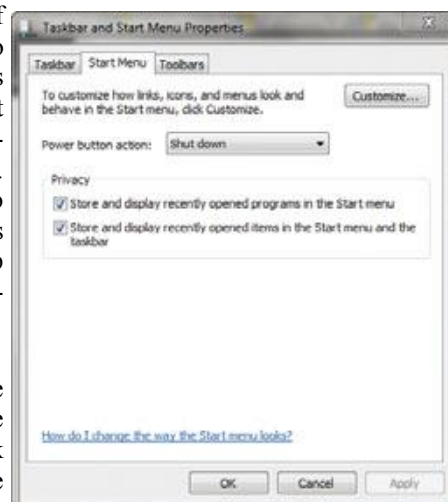 Taskbar and Start Menu Properties
Taskbar Start Menu Toolbars
To customize how links, icons, and menus look and
behave in the Start menu, click Customize.
Customize...
Power button action: Shut down
Privacy
Store and display recently opened programs in the Start menu
Store and display recently opened items in the Start menu and the
taskbar
How do I change the way the Start menu looks?
OK Cancel Apply